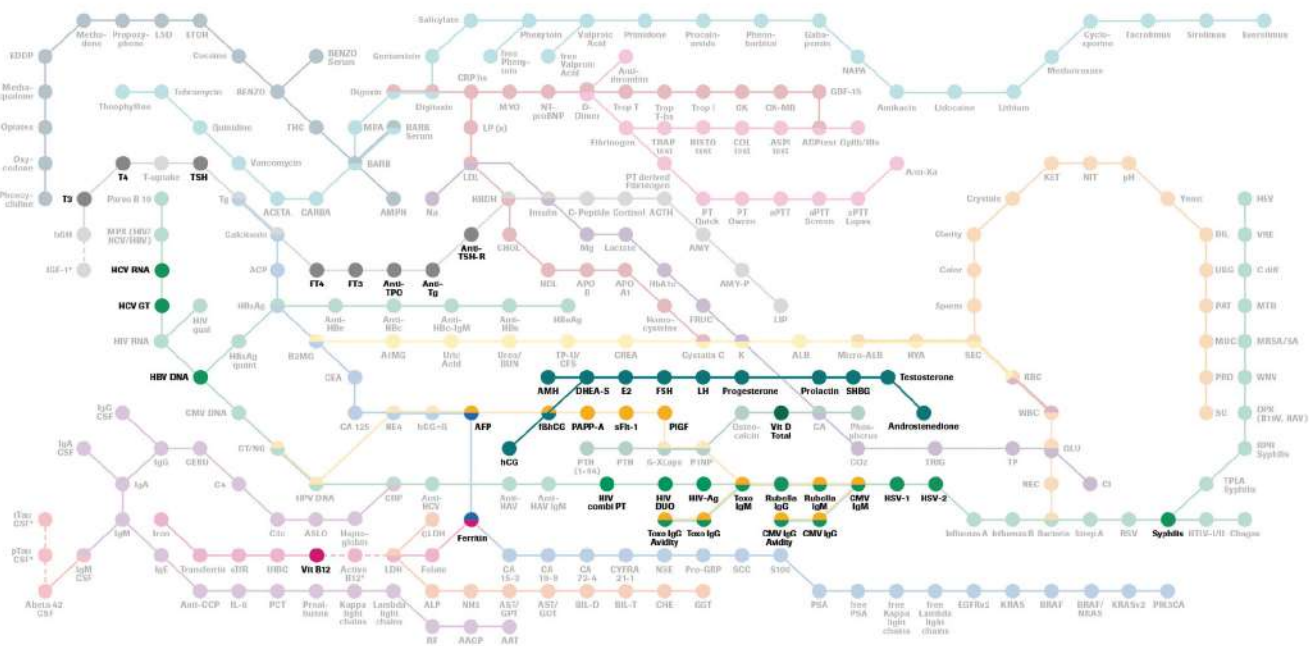 Metha-
done
Propoxy-
phene
LSD
ETCH
Salicylate
Phenytoin
Valproic
Acid
Primidone
Procain-
amide
Pheno-
barbital
Gaba-
pentin
Cyclo-
sporine
Tacrolimus
Sirolimus
Everolimus
EDDP
Cocaine
BENZO
Serum
Gentamicin
free
Pheny-
toin
free
Valproic
Acid
Anti-
thrombin
NAPA
Methotrexate
CRP hs
Metha-
qualone
Theophyllin
Tobramycin
BENZO
Digoxin
Digitoxin
MYO
NT-
proBNP
D-
Dimer
Trop T
Trop
T-hs
Trop I
CK
CK-MB
GDF-15
Amikacin
Lidocaine
Lithium
Opiates
Quinidine
THC
MPA
BARB
Serum
LP (a)
Fibrinogen
TRAP
test
RISTO
test
COL
test
ASPI
test
ADPtest
GpIIb/IIIa
Oxy-
codone
T4
T-uptake
TSH
Vancomycin
BARB
LDL
PT derived
Fibrinogen
Anti-Xa
KET
NIT
pH
T3
Parvo B 19
Tg
ACETA
CARBA
AMPH
Na
HBDH
Insulin
C-Peptide
Cortisol
ACTH
PT
Quick
PT
Owren
aPTT
aPTT
Screen
aPTT
Lupus
Crystals
Yeast
HSV
hGH
MPX (HIV/
HCV/HBV)
Calcitonin
Anti-
TSH-R
CHOL
Mg
Lactate
AMY
Clarity
BIL
VRE
IGF-1*
HCV RNA
ACP
FT4
FT3
Anti-
TPO
Anti-
Tg
HDL
APO
B
APO
A1
HbA1c
AMY-P
Color
UBG
C diff
HCV GT
HIV
qual
HBsAg
Anti-
HBe
Anti-
HBc
Anti-
HBc-IgM
Anti-
HBs
HBeAg
Homo-
cysteine
FRUC
LIP
Sperm
PAT
MTB
HIV RNA
HBsAg
quant
B2MG
A1MG
Uric
Acid
Urea/
BUN
TP-U/
CFS
CREA
Cystatin C
K
ALB
Micro-ALB
HYA
SEC
MUC
MRSA/SA
HBV DNA
CEA
AMH
DHEA-S
E2
FSH
LH
Progesterone
Prolactin
SHBG
Testosterone
RBC
PRO
WNV
IgG
CSF
CMV DNA
CA 125
HE4
hCG+ß
AFP
fßhCG
PAPP-A
sFlt-1
PlGF
Osteo-
calcin
Vit D
Total
CA
Phos-
phorus
Androstenedione
WBC
SG
IgA
CSF
IgG
CERU
CT/NG
hCG
PTH
(1-84)
PTH
ß-XLaps
P1NP
CO2
TRIG
TP
GLU
RPR
Syphilis
IgA
C4
HPV DNA
CRP
Anti-
HCV
Anti-
HAV
Anti-
HAV IgM
HIV
combi PT
HIV
DUO
HIV-Ag
Toxo
IgM
Rubella
IgG
Rubella
IgM
CMV
IgM
HSV-1
HSV-2
NEC
Cl
TPLA
Syphilis
tTau
CSF*
IgM
Iron
C3c
ASLO
Hapto-
globin
GLDH
Ferritin
Toxo IgG
Avidity
Toxo IgG
CMV IgG
Avidity
CMV IgG
Influenza A
Influenza B
Bacteria
Strep A
RSV
Syphilis
HTLV-I/II
Chagas
pTau
CSF*
IgM
CSF
IgE
Transferrin
sTfR
UIBC
Vit B12
Active
B12*
LDH
Folate
CA
15-3
CA
19-9
CA
72-4
CYFRA
21-1
NSE
Pro-GRP
SCC
S100
Abeta-42
CSF
Anti-CCP
IL-6
PCT
Preal-
bumin
Kappa
light
chains
Lambda
light
chains
ALP
NH3
AST/
GPT
AST/
GOT
BIL-D
BIL-T
CHE
GGT
PSA
free
PSA
free
Kappa
light
chains
free
Lambda
light
chains
EGFRx1
KRAS
BRAF
BRAF/
NRAS
KRASx2
PIK3CA
RF
AAGP
AAT